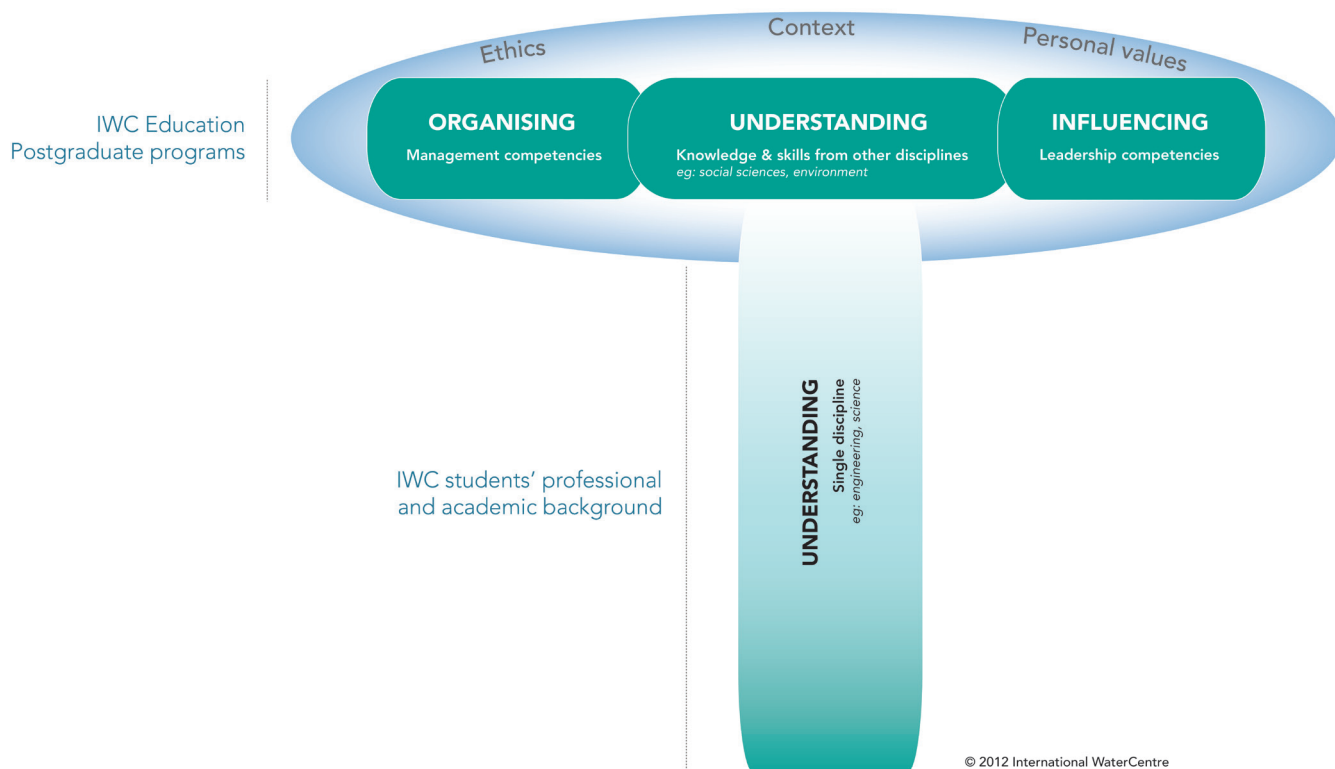 Ethics
Context
Personal values
IWC Education
Postgraduate programs
ORGANISING
Management competencies
UNDERSTANDING
Knowledge & skills from other disciplines
eg: social sciences, environment
INFLUENCING
Leadership competencies
IWC students’ professional
and academic background
UNDERSTANDING
Single discipline
eg: engineering, science
© 2012 International WaterCentre